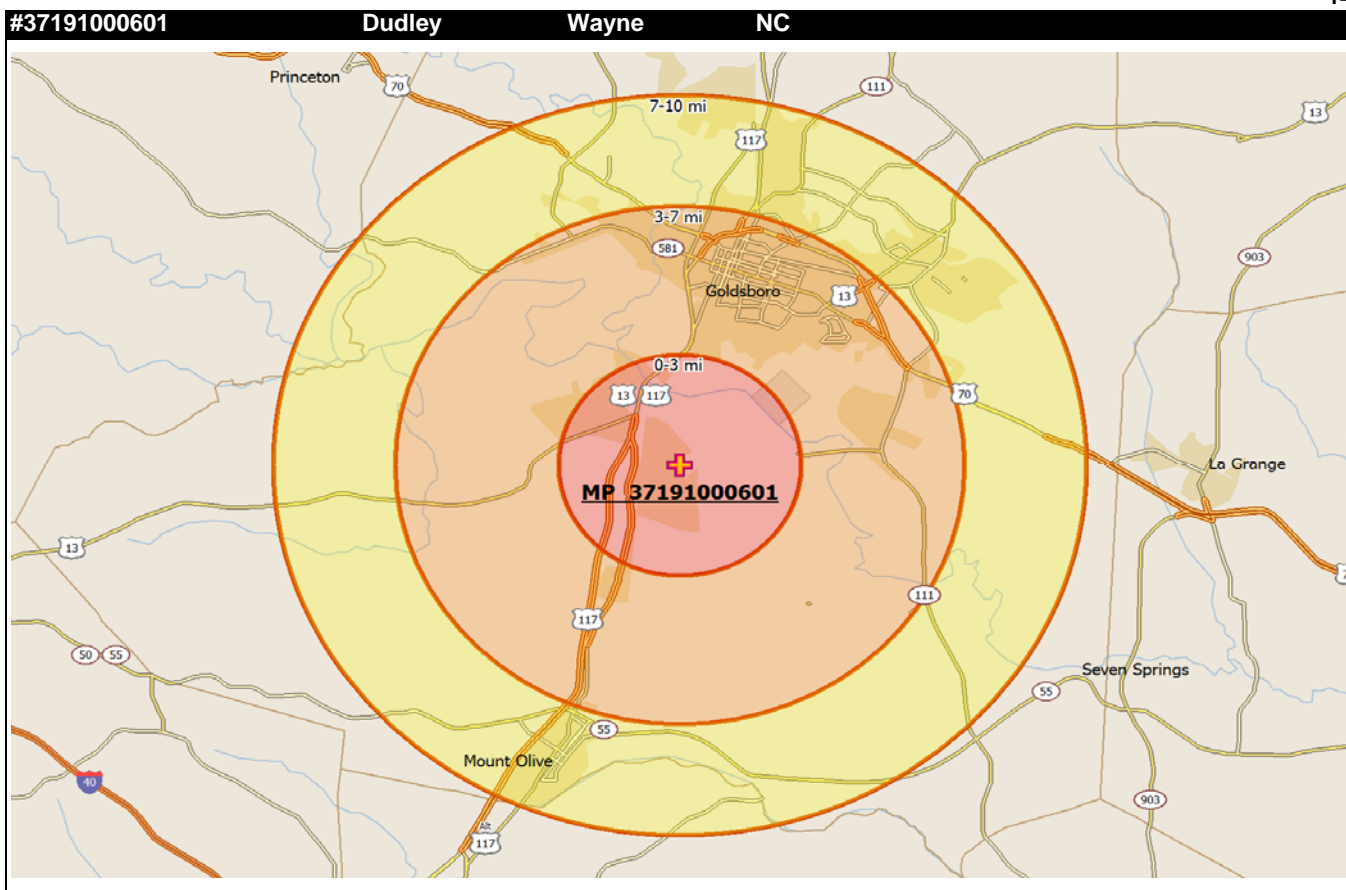 #37191000601 Dudley Wayne NC
Princeton
70
111
13
7-10 mi
117
3-7 mi
581
903
Goldsboro
13
0-3 mi
13 117
70
La Grange
MP 37191000601
13
111
117
50 55
Seven Springs
55
55
Mount Olive
40
903
Alt
117